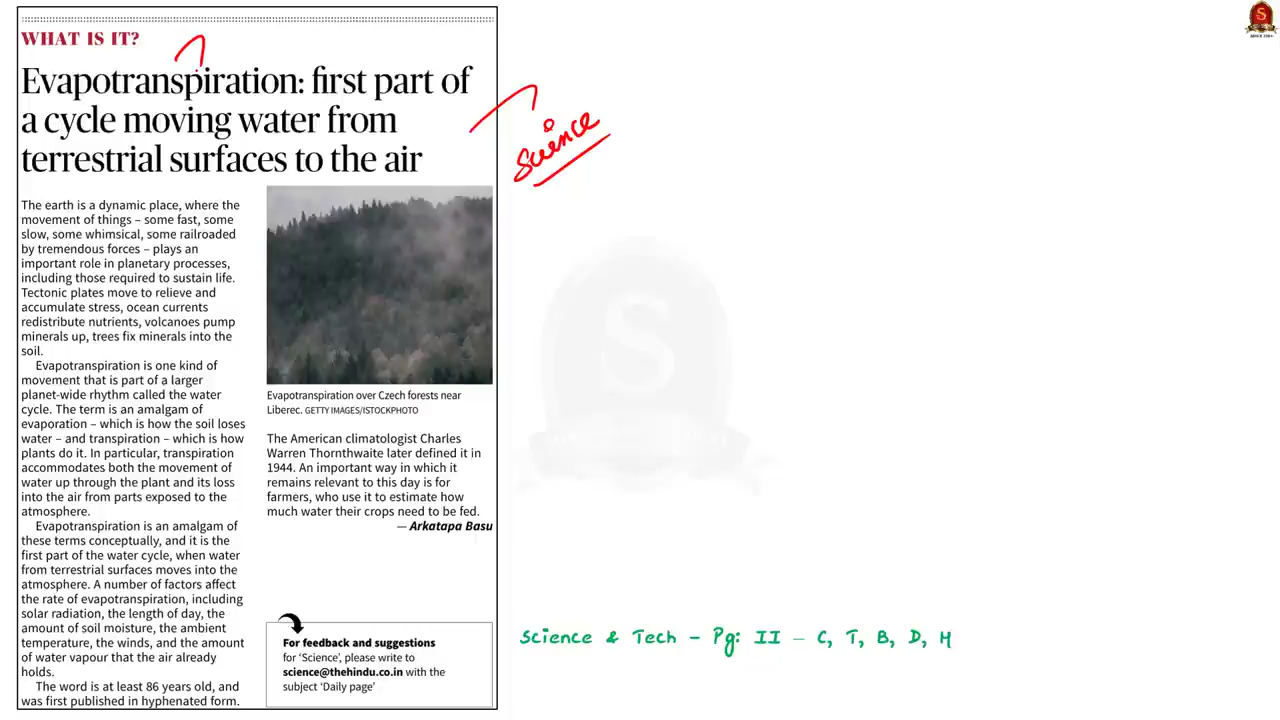 WHAT IS IT?
Evapotranspiration: first part of
a cycle moving water from
terrestrial surfaces to the air
Science
The earth is a dynamic place, where the
movement of things – some fast, some
slow, some whimsical, some railroaded
by tremendous forces – plays an
important role in planetary processes,
including those required to sustain life.
Tectonic plates move to relieve and
accumulate stress, ocean currents
redistribute nutrients, volcanoes pump
minerals up, trees fix minerals into the
soil.
Evapotranspiration is one kind of
movement that is part of a larger
planet-wide rhythm called the water
cycle. The term is an amalgam of
evaporation – which is how the soil loses
water – and transpiration – which is how
plants do it. In particular, transpiration
accommodates both the movement of
water up through the plant and its loss
into the air from parts exposed to the
atmosphere.
Evapotranspiration is an amalgam of
these terms conceptually, and it is the
first part of the water cycle, when water
from terrestrial surfaces moves into the
atmosphere. A number of factors affect
the rate of evapotranspiration, including
solar radiation, the length of day, the
amount of soil moisture, the ambient
temperature, the winds, and the amount
of water vapour that the air already
holds.
The word is at least 86 years old, and
was first published in hyphenated form.
Evapotranspiration over Czech forests near
Liberec. GETTY IMAGES/ISTOCKPHOTO
The American climatologist Charles
Warren Thornthwaite later defined it in
1944. An important way in which it
remains relevant to this day is for
farmers, who use it to estimate how
much water their crops need to be fed.
— Arkatapa Basu
For feedback and suggestions
for 'Science', please write to
science@thehindu.co.in with the
subject 'Daily page'
Science & Tech – Pg: II – C, T, B, D, H
S
S